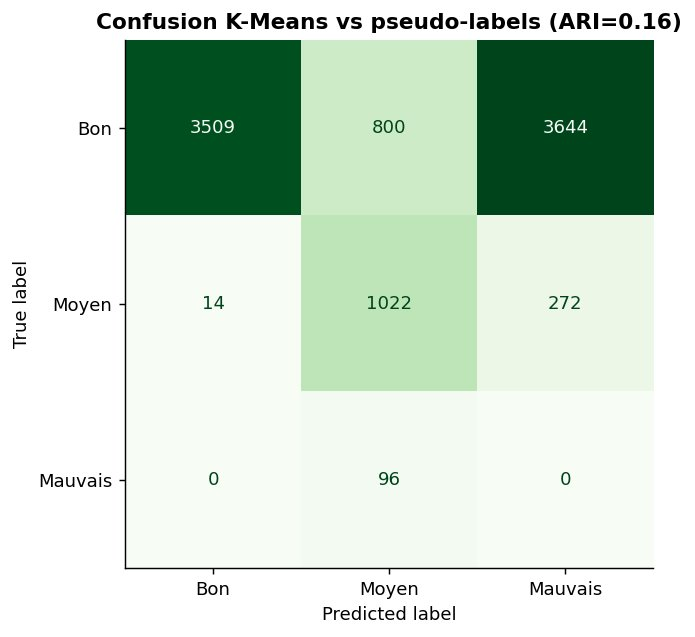 Confusion K-Means vs pseudo-labels (ARI=0.16)
True label
Bon 3509 800 3644
Moyen 14 1022 272
Mauvais 0 96 0
Bon Moyen Mauvais
Predicted label